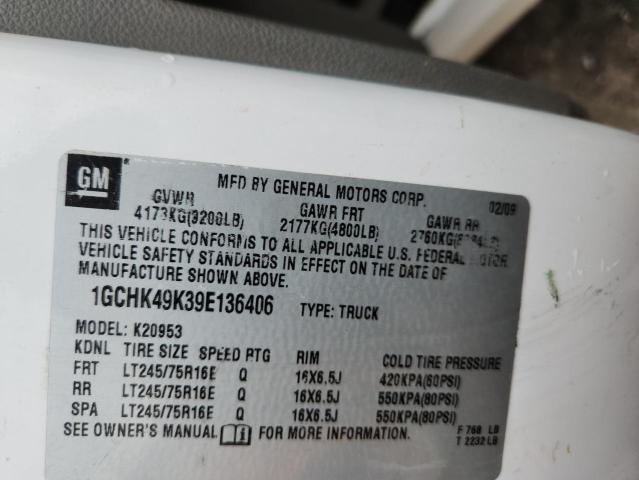 GM
MFD BY GENERAL MOTORS CORP. 02/09
GVWR GAWR FRT GAWR RR
4173KG(9200LB) 2177KG(4800LB) 2760KG(6084LB)
THIS VEHICLE CONFORMS TO ALL APPLICABLE U.S. FEDERAL MOTOR
VEHICLE SAFETY STANDARDS IN EFFECT ON THE DATE OF
MANUFACTURE SHOWN ABOVE.
1GCHK49K39E136406 TYPE: TRUCK
MODEL: K20953
KDNL TIRE SIZE SPEED RTG RIM COLD TIRE PRESSURE
FRT LT245/75R16E Q 16X6.5J 420KPA(60PSI)
RR LT245/75R16E Q 16X6.5J 550KPA(80PSI)
SPA LT245/75R16E Q 16X6.5J 550KPA(80PSI)
SEE OWNER'S MANUAL FOR MORE INFORMATION. F 768 LB
T 2232 LB